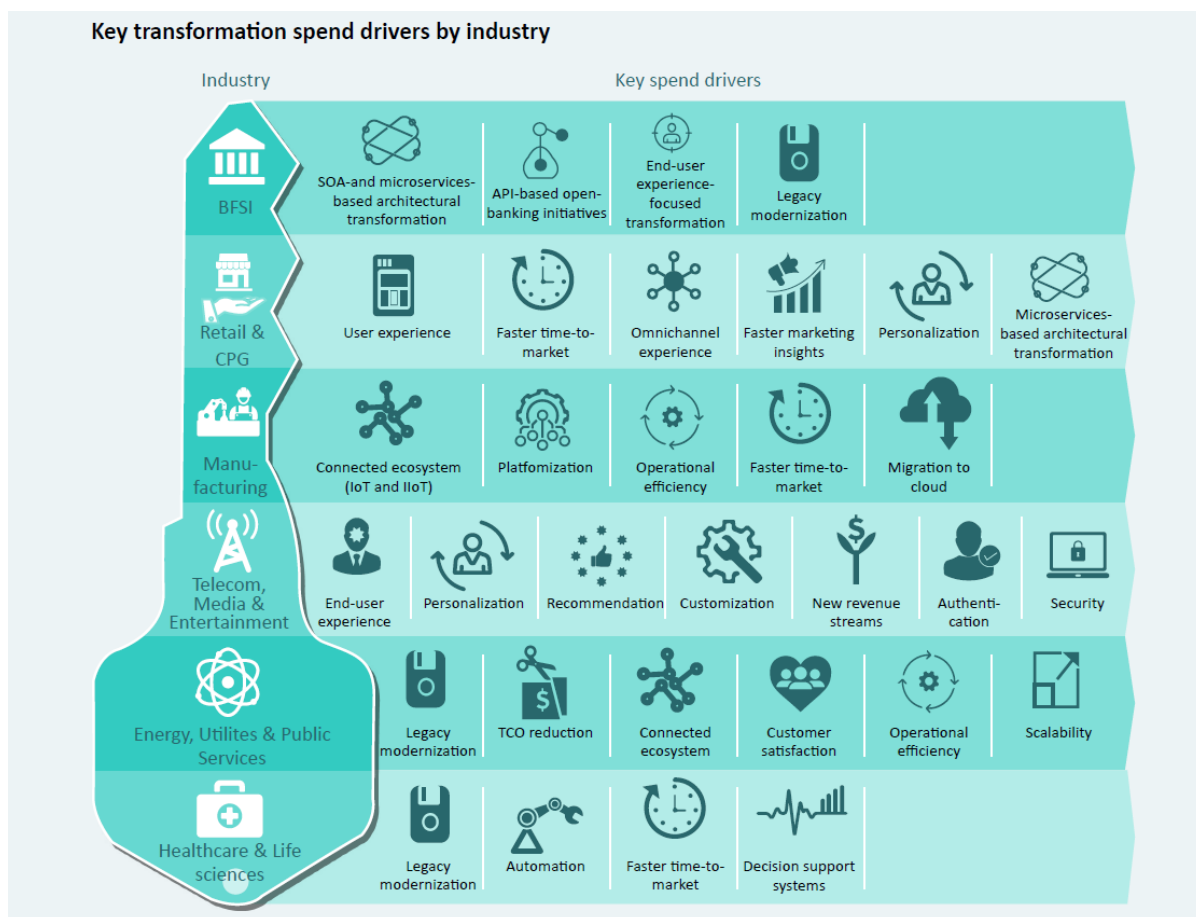 Key transformation spend drivers by industry
Industry
Key spend drivers
BFSI
SOA-and microservices-
based architectural
transformation
API-based open-
banking initiatives
End-user
experience-
focused
transformation
Legacy
modernization
Retail &
CPG
User experience
Faster time-to-
market
Omnichannel
experience
Faster marketing
insights
Personalization
Microservices-
based architectural
transformation
Manu-
facturing
Connected ecosystem
(IoT and IIoT)
Platfomization
Operational
efficiency
Faster time-to-
market
Migration to
cloud
Telecom,
Media &
Entertainment
End-user
experience
Personalization
Recommendation
Customization
$
New revenue
streams
Authenti-
cation
Security
Energy, Utilites & Public
Services
Legacy
modernization
$
TCO reduction
Connected
ecosystem
Customer
satisfaction
Operational
efficiency
Scalability
Healthcare & Life
sciences
Legacy
modernization
Automation
Faster time-to-
market
Decision support
systems